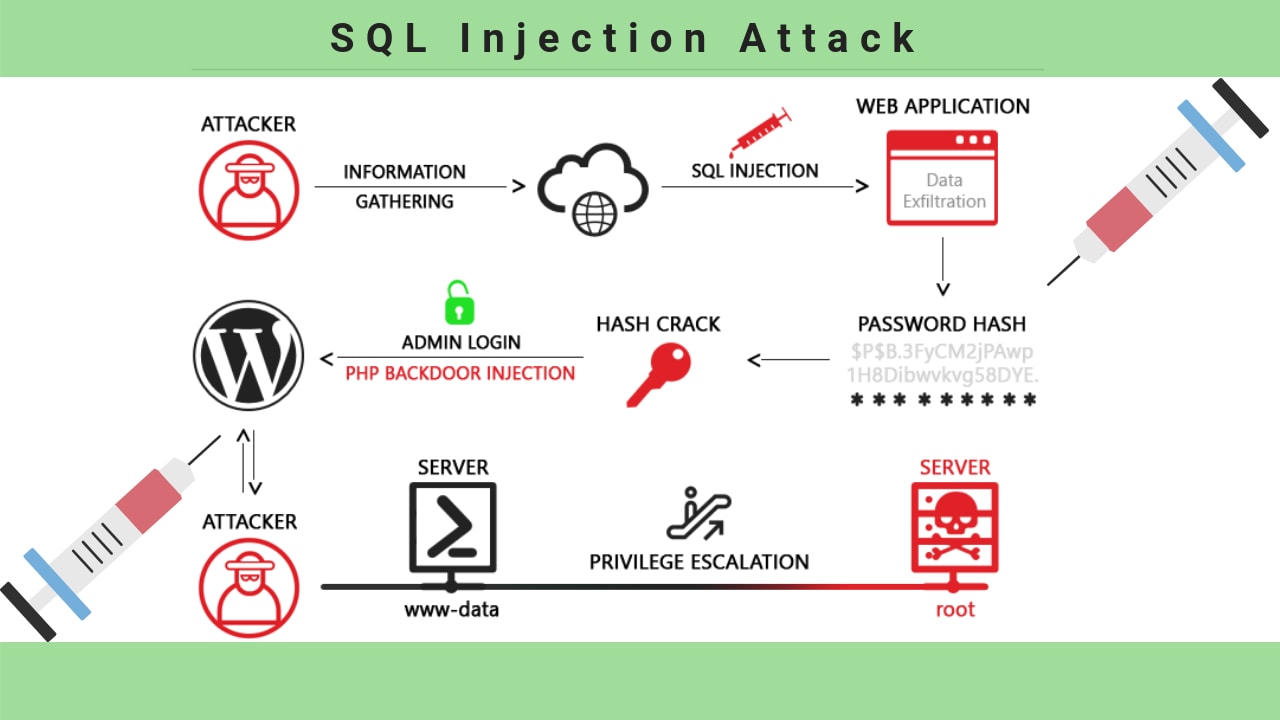 SQL Injection Attack
ATTACKER
INFORMATION
GATHERING
SQL INJECTION
WEB APPLICATION
Data
Exfiltration
PASSWORD HASH
$P$B.3FyCM2jPAwp
1H8Dibwvkvg58DYE.
*********
HASH CRACK
ADMIN LOGIN
PHP BACKDOOR INJECTION
W
ATTACKER
SERVER
www-data
PRIVILEGE ESCALATION
SERVER
root